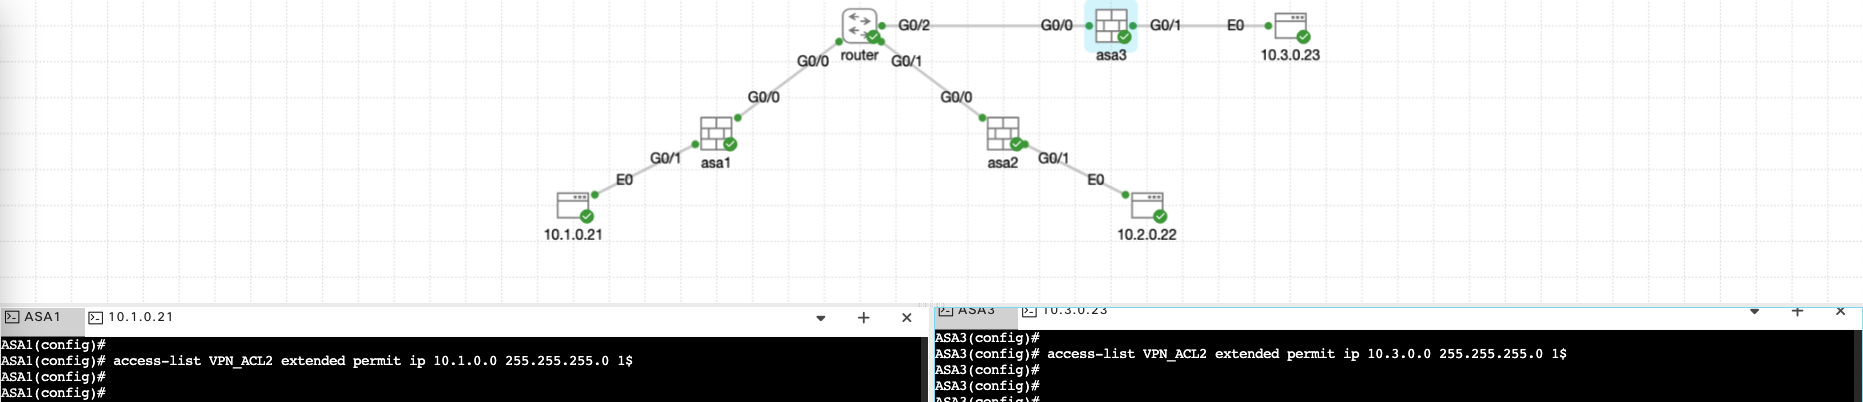 G0/2
G0/0
G0/1
E0
router
asa3
10.3.0.23
G0/0
G0/1
G0/0
G0/0
G0/1
asa1
asa2
G0/1
E0
E0
10.1.0.21
10.2.0.22
ASA1 10.1.0.21
ASA1(config)#
ASA1(config)# access-list VPN_ACL2 extended permit ip 10.1.0.0 255.255.255.0 1$
ASA1(config)#
ASA1(config)#
ASA3 10.3.0.23
ASA3(config)#
ASA3(config)# access-list VPN_ACL2 extended permit ip 10.3.0.0 255.255.255.0 1$
ASA3(config)#
ASA3(config)#
ASA3(config)#